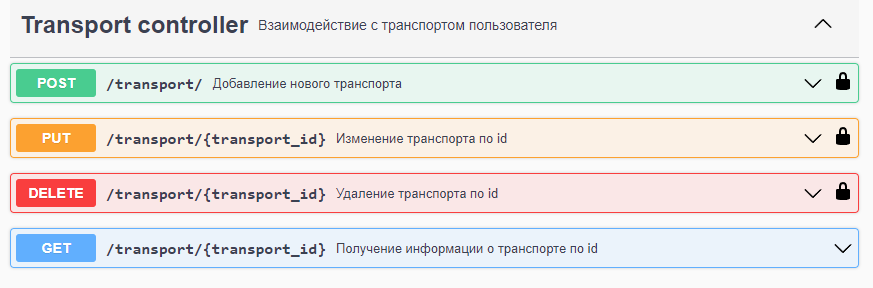 Transport controller Взаимодействие с транспортом пользователя
POST /transport/ Добавление нового транспорта
PUT /transport/{transport_id} Изменение транспорта по id
DELETE /transport/{transport_id} Удаление транспорта по id
GET /transport/{transport_id} Получение информации о транспорте по id